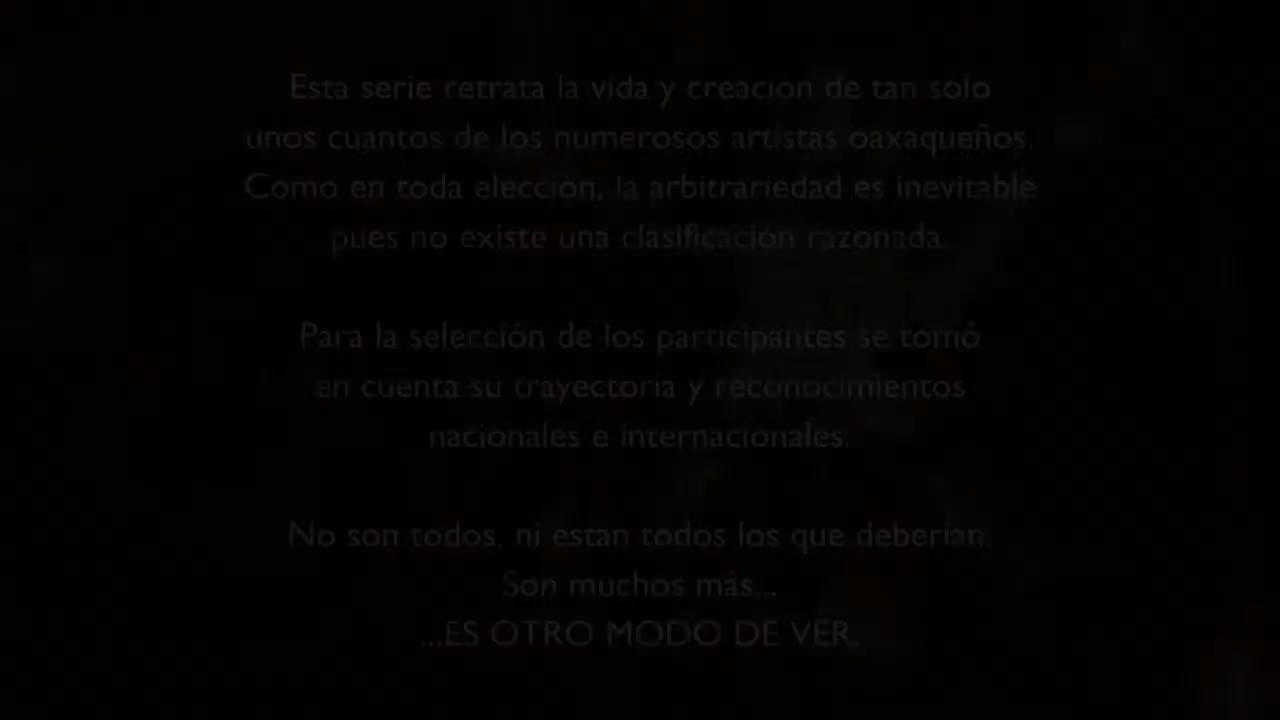 Esta serie retrata la vida y creacion de tan solo
unos cuantos de los numerosos artistas oaxaqueños.
Como en toda elección, la arbitrariedad es inevitable
pues no existe una clasificación razonada.
Para la selección de los participantes se tomó
en cuenta su trayectoria y reconocimientos
nacionales e internacionales.
No son todos, ni estan todos los que deberian.
Son muchos más...
...ES OTRO MODO DE VER.